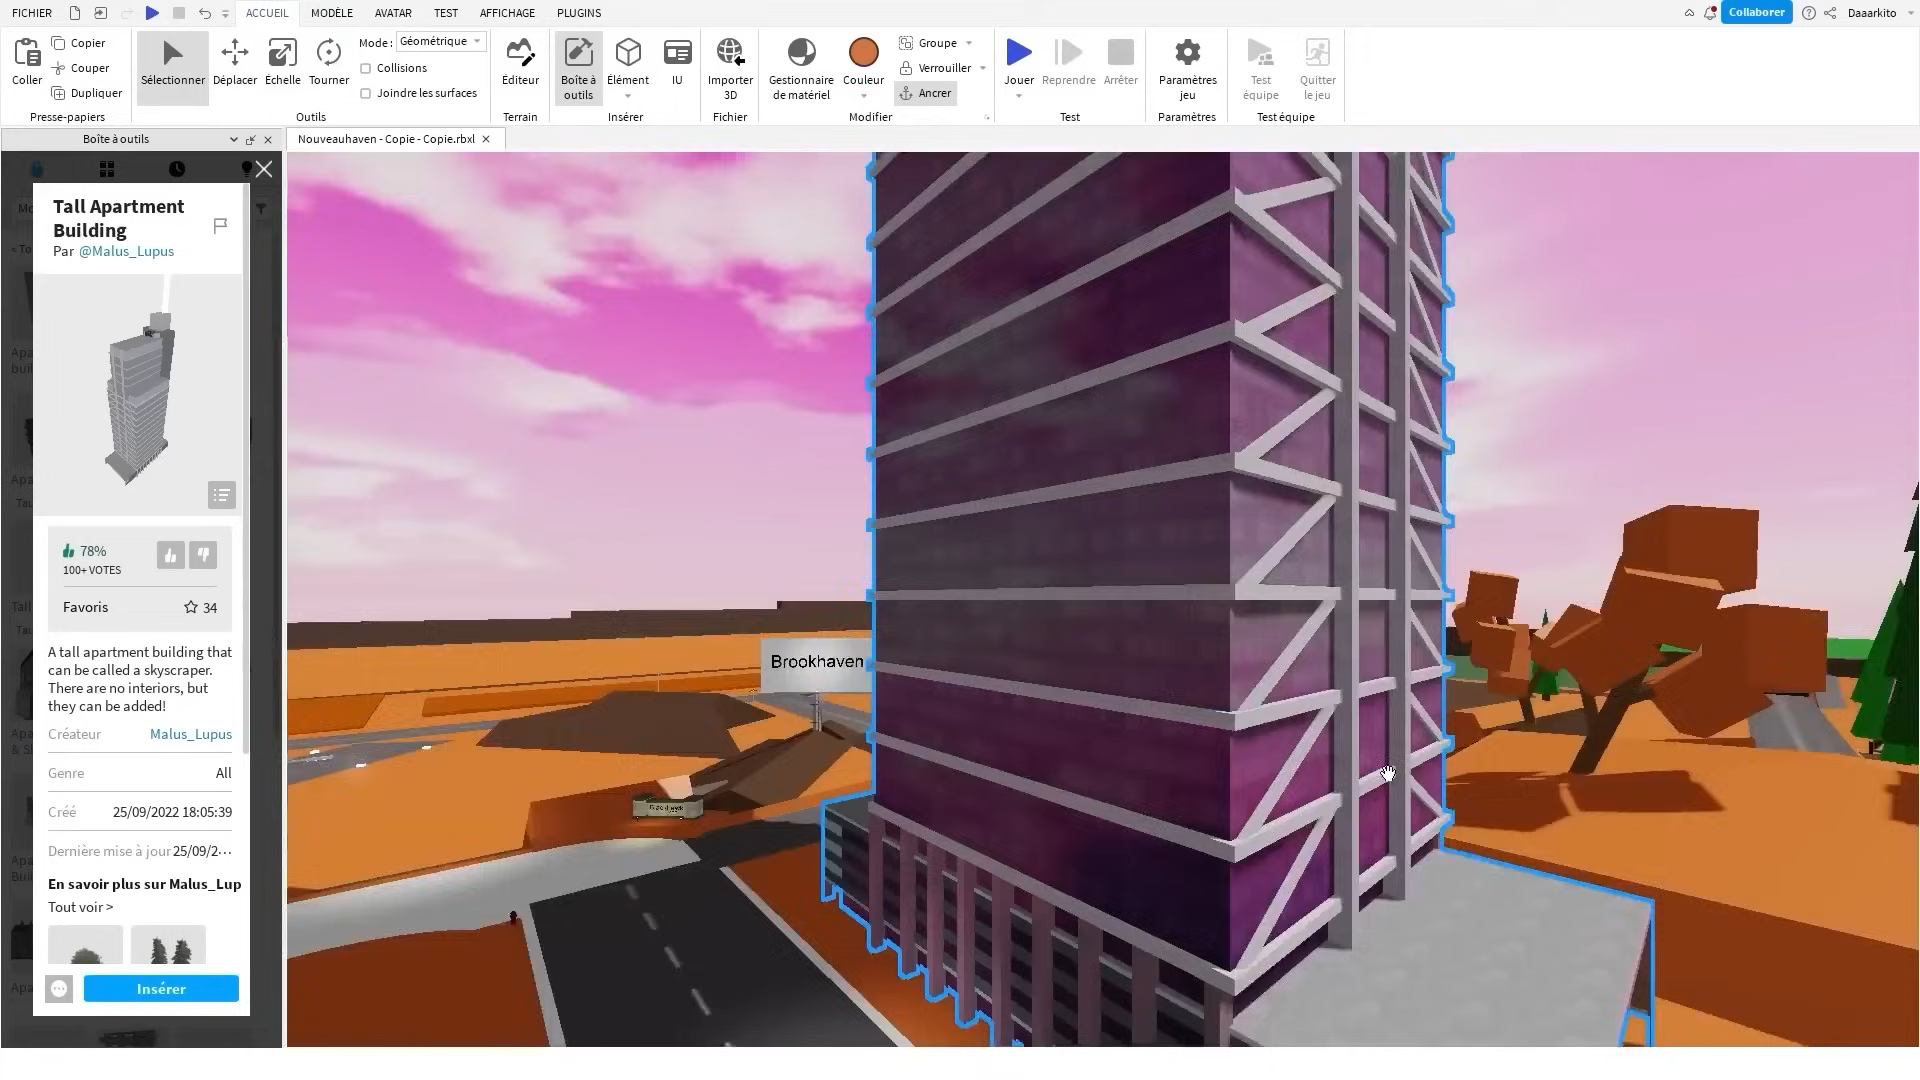 FICHIER
ACCUEIL
MODÈLE
AVATAR
TEST
AFFICHAGE
PLUGINS
Collaborer
Daaarkito
Coller
Copier
Couper
Dupliquer
Presse-papiers
Sélectionner
Déplacer
Échelle
Tourner
Mode :
Géométrique
Collisions
Joindre les surfaces
Outils
Éditeur
Terrain
Boîte à
outils
Élément
IU
Insérer
Importer
3D
Fichier
Gestionnaire
de matériel
Couleur
Groupe
Verrouiller
Ancrer
Modifier
Jouer
Reprendre
Arrêter
Test
Paramètres
jeu
Paramètres
Test
équipe
Quitter
le jeu
Test équipe
Boîte à outils
Nouveauhaven - Copie - Copie.rbxl
Tall Apartment
Building
Par @Malus_Lupus
78%
100+ VOTES
Favoris
34
A tall apartment building that
can be called a skyscraper.
There are no interiors, but
they can be added!
Créateur
Malus_Lupus
Genre
All
Créé
25/09/2022 18:05:39
Dernière mise à jour
25/09/2···
En savoir plus sur Malus_Lup
Tout voir >
Insérer
Brookhaven